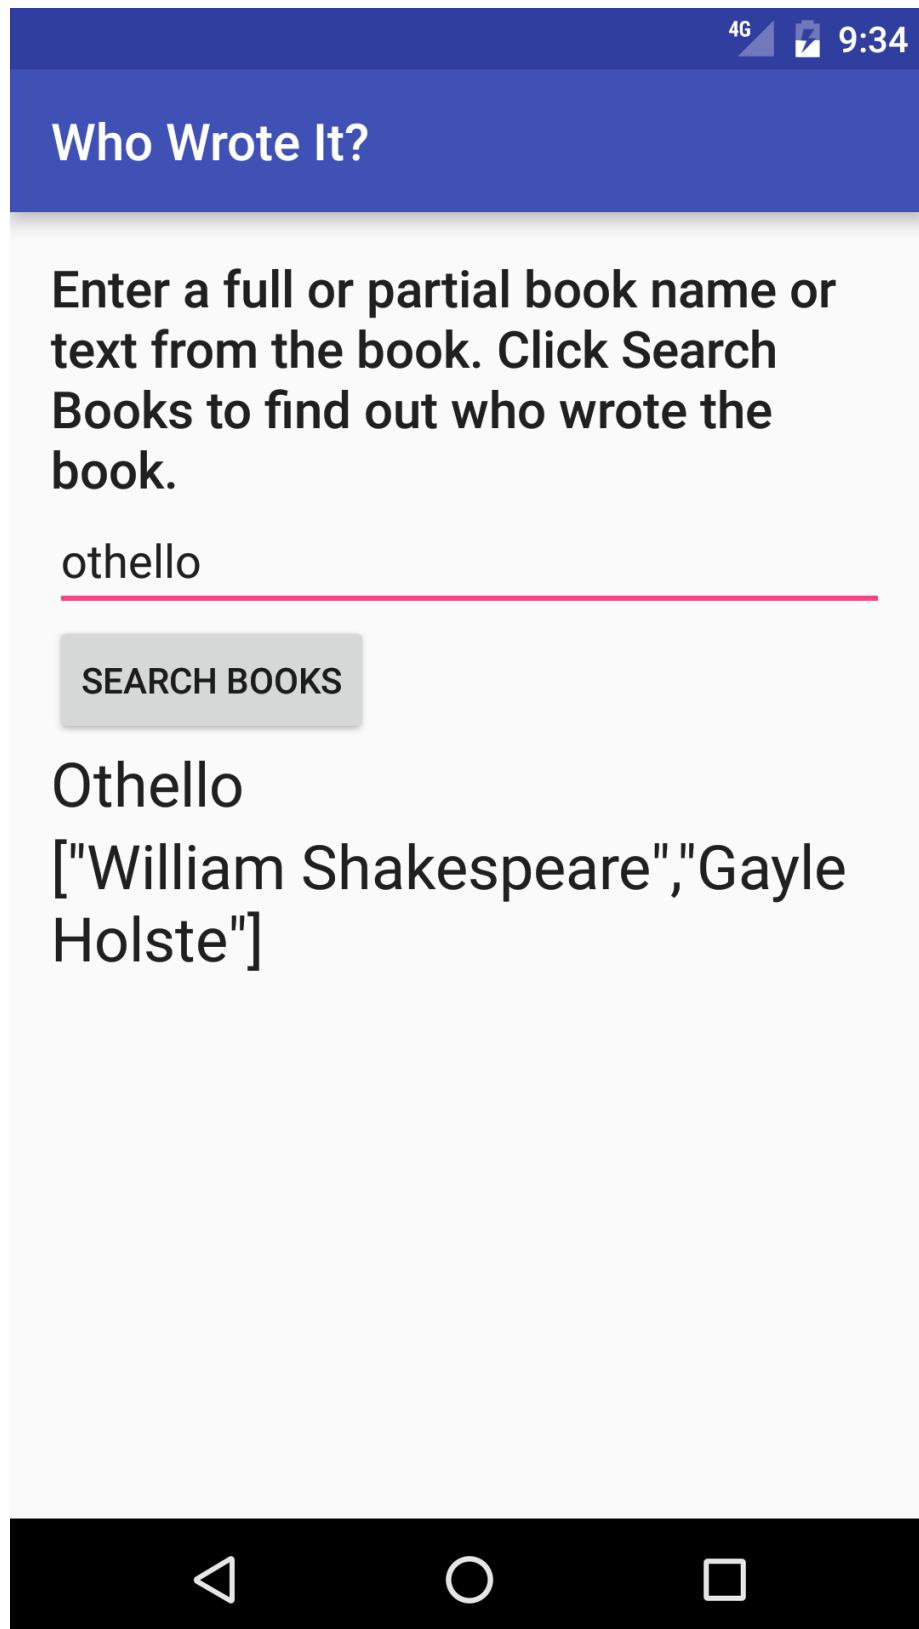 4G 9:34
Who Wrote It?
Enter a full or partial book name or
text from the book. Click Search
Books to find out who wrote the
book.
othello
SEARCH BOOKS
Othello
["William Shakespeare","Gayle
Holste"]